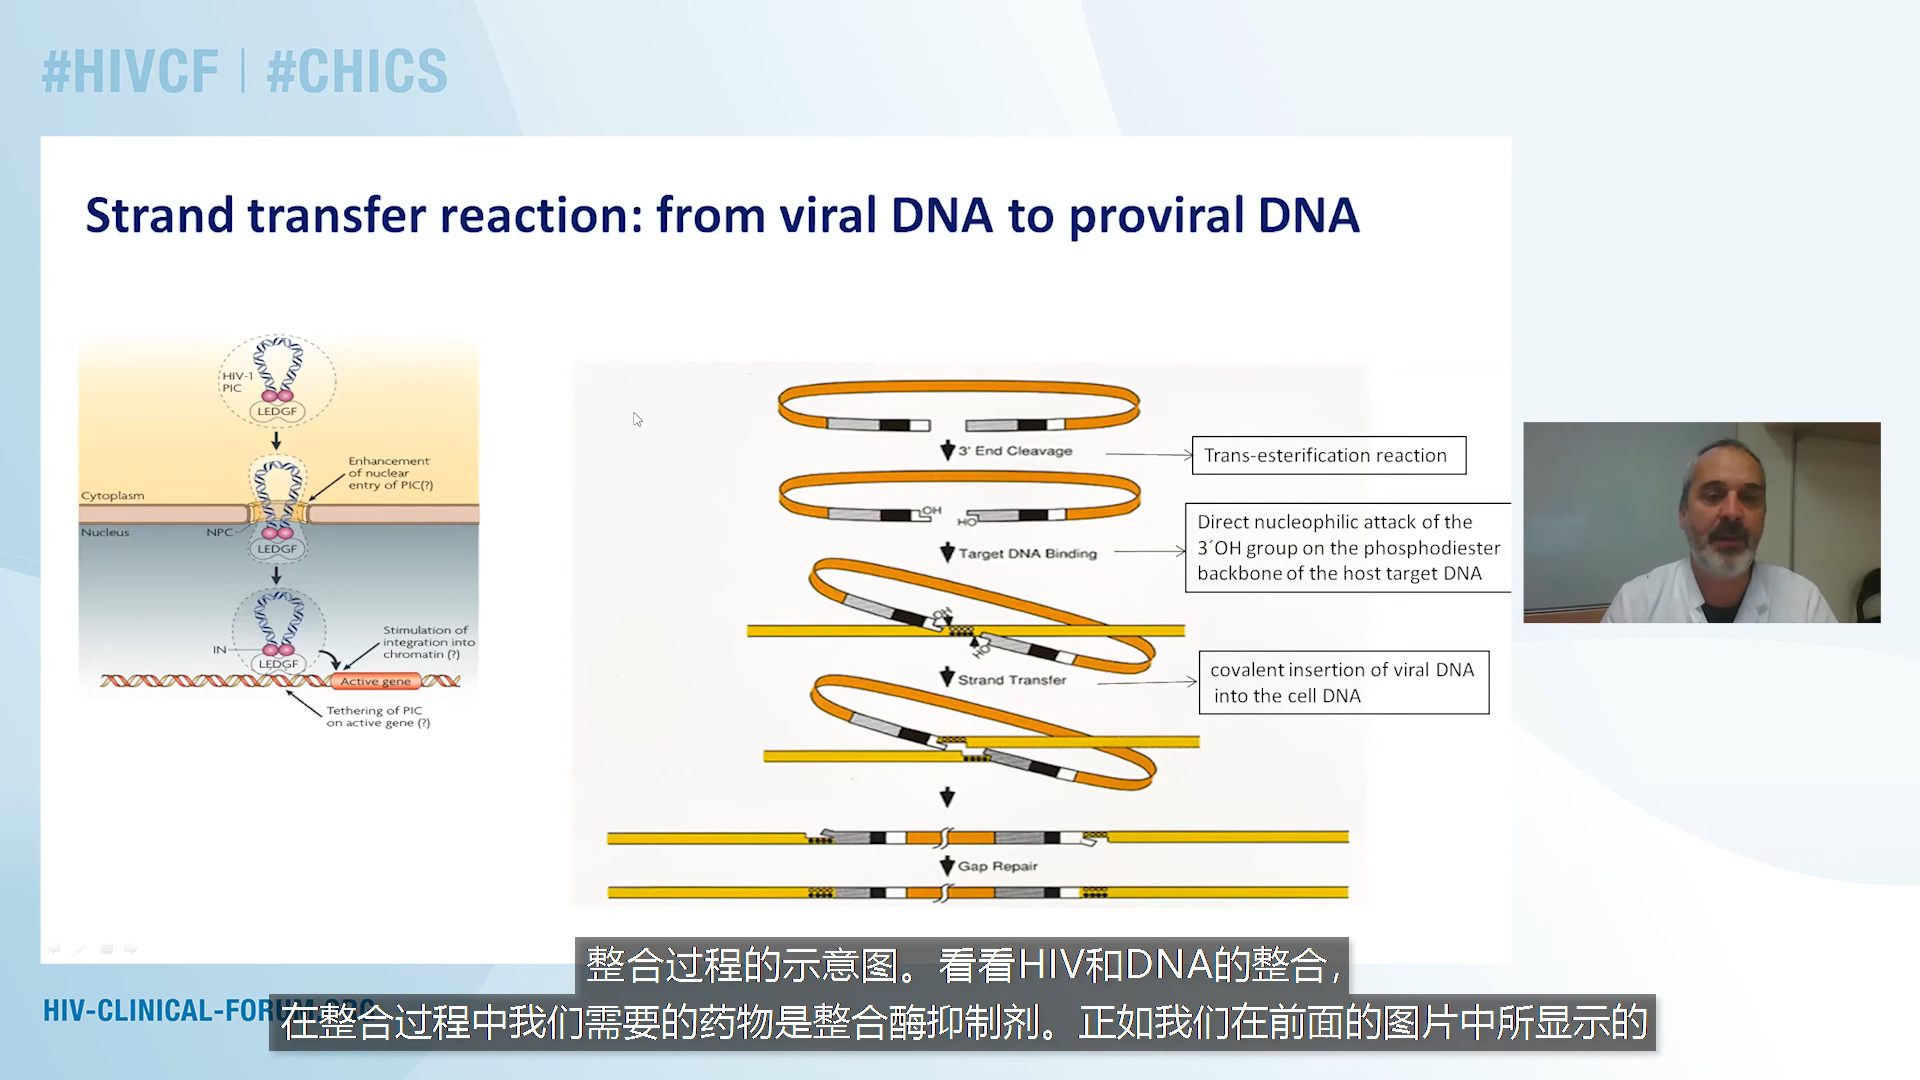 #HIVCF | #CHICS
Strand transfer reaction: from viral DNA to proviral DNA
HIV-1
PIC
LEDGF
Enhancement
of nuclear
entry of PIC(?)
Cytoplasm
Nucleus
NPC
LEDGF
Stimulation of
integration into
chromatin (?)
IN
LEDGF
Active gene
Tethering of PIC
on active gene (?)
3' End Cleavage
Trans-esterification reaction
OH
HO
Target DNA Binding
Direct nucleophilic attack of the
3´OH group on the phosphodiester
backbone of the host target DNA
OH
HO
Strand Transfer
covalent insertion of viral DNA
into the cell DNA
Gap Repair
整合过程的示意图。看看HIV和DNA的整合，
HIV-CLINICAL-FORUM.ORG
在整合过程中我们需要的药物是整合酶抑制剂。正如我们在前面的图片中所显示的